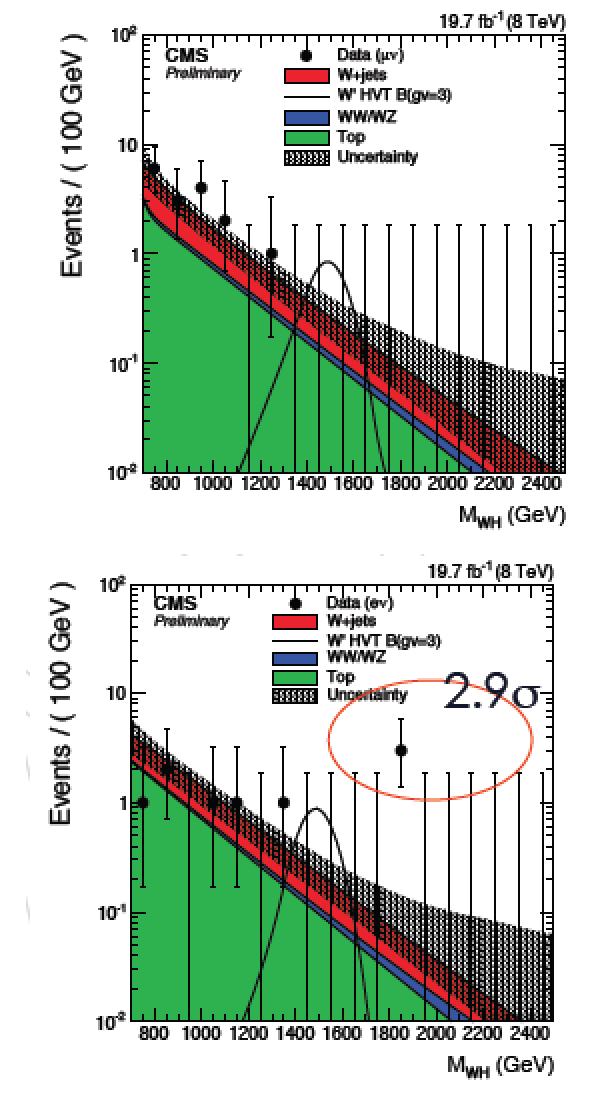 19.7 fb⁻¹ (8 TeV)
CMS
Preliminary
Data (μν)
W+jets
W' HVT B(gv=3)
WW/WZ
Top
Uncertainty
Events / ( 100 GeV )
10²
10
1
10⁻¹
10⁻²
800 1000 1200 1400 1600 1800 2000 2200 2400
M_WH (GeV)
19.7 fb⁻¹ (8 TeV)
CMS
Preliminary
Data (eν)
W+jets
W' HVT B(gv=3)
WW/WZ
Top
Uncertainty
2.9σ
Events / ( 100 GeV )
10²
10
1
10⁻¹
10⁻²
800 1000 1200 1400 1600 1800 2000 2200 2400
M_WH (GeV)